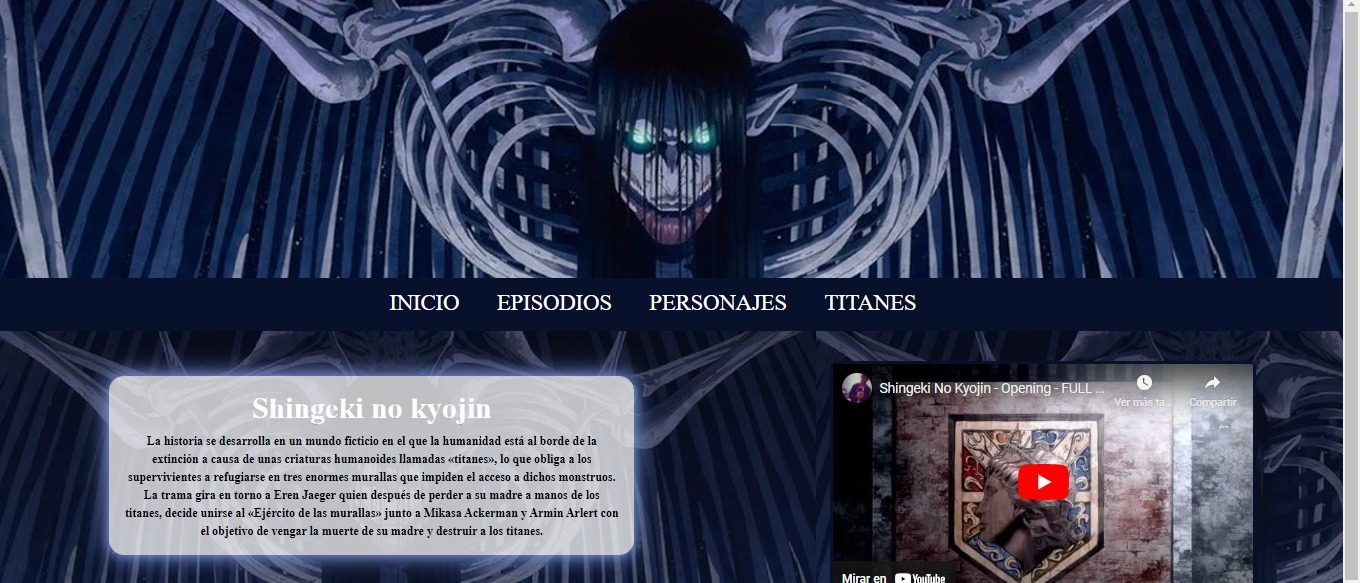 INICIO EPISODIOS PERSONAJES TITANES
Shingeki no kyojin
La historia se desarrolla en un mundo ficticio en el que la humanidad está al borde de la
extinción a causa de unas criaturas humanoides llamadas «titanes», lo que obliga a los
supervivientes a refugiarse en tres enormes murallas que impiden el acceso a dichos monstruos.
La trama gira en torno a Eren Jaeger quien después de perder a su madre a manos de los
titanes, decide unirse al «Ejército de las murallas» junto a Mikasa Ackerman y Armin Arlert con
el objetivo de vengar la muerte de su madre y destruir a los titanes.
Shingeki No Kyojin - Opening - FULL ...
Ver más ta... Compartir
Mirar en YouTube